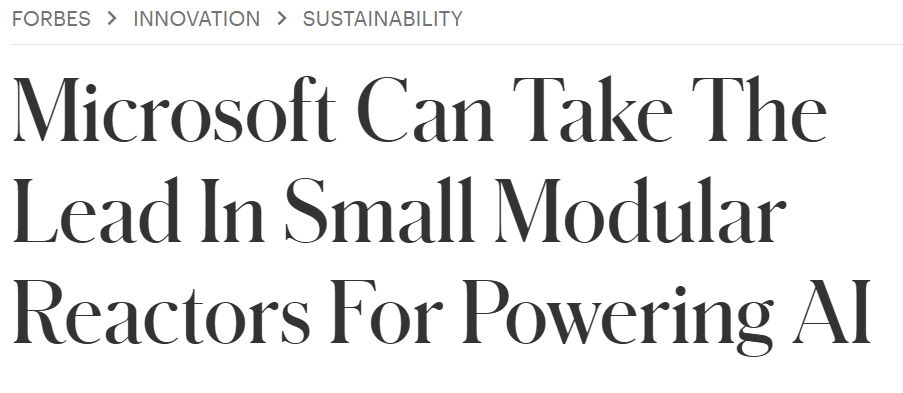 FORBES > INNOVATION > SUSTAINABILITY
Microsoft Can Take The
Lead In Small Modular
Reactors For Powering AI